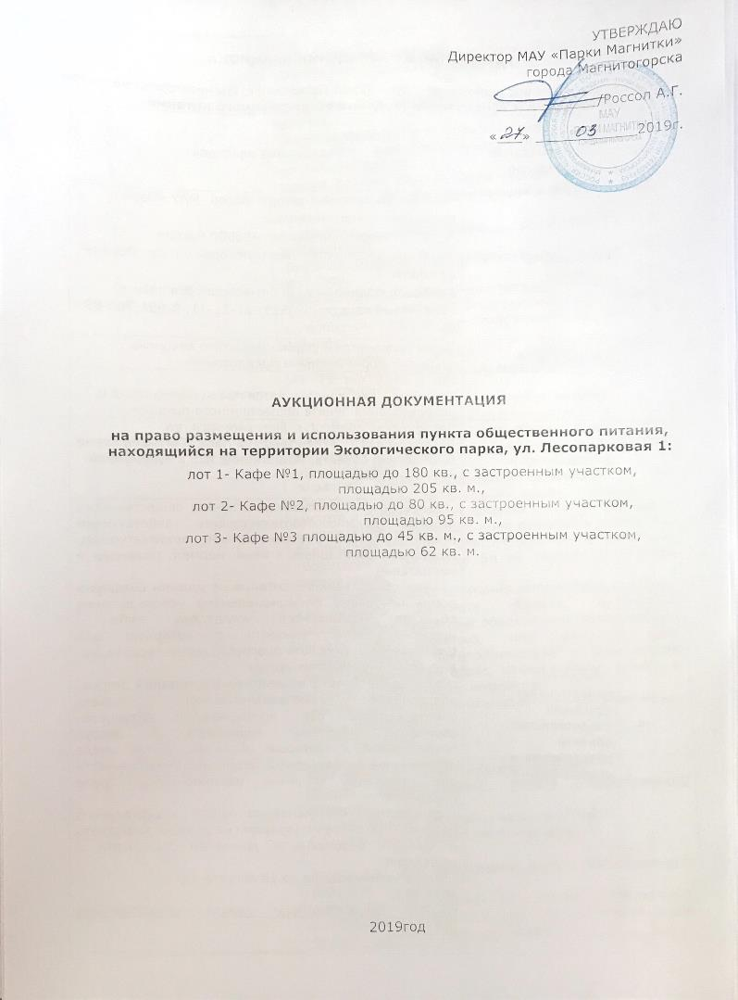 УТВЕРЖДАЮ
Директор МАУ «Парки Магнитки»
города Магнитогорска
/Россол А.Г.
МАУ
«27» 03 2019г.
АУКЦИОННАЯ ДОКУМЕНТАЦИЯ
на право размещения и использования пункта общественного питания,
находящийся на территории Экологического парка, ул. Лесопарковая 1:
лот 1- Кафе №1, площадью до 180 кв., с застроенным участком,
площадью 205 кв. м.,
лот 2- Кафе №2, площадью до 80 кв., с застроенным участком,
площадью 95 кв. м.,
лот 3- Кафе №3 площадью до 45 кв. м., с застроенным участком,
площадью 62 кв. м.
2019год